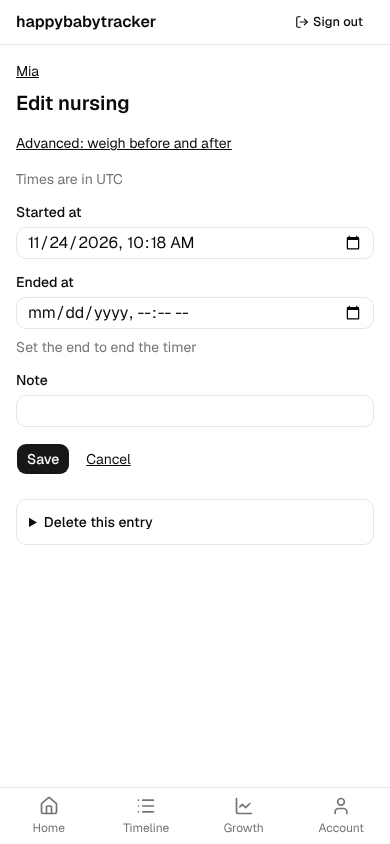 happybabytracker
Sign out
Mia
Edit nursing
Advanced: weigh before and after
Times are in UTC
Started at
11/24/2026, 10:18 AM
Ended at
mm/dd/yyyy, --:-- --
Set the end to end the timer
Note
Save Cancel
Delete this entry
Home Timeline Growth Account